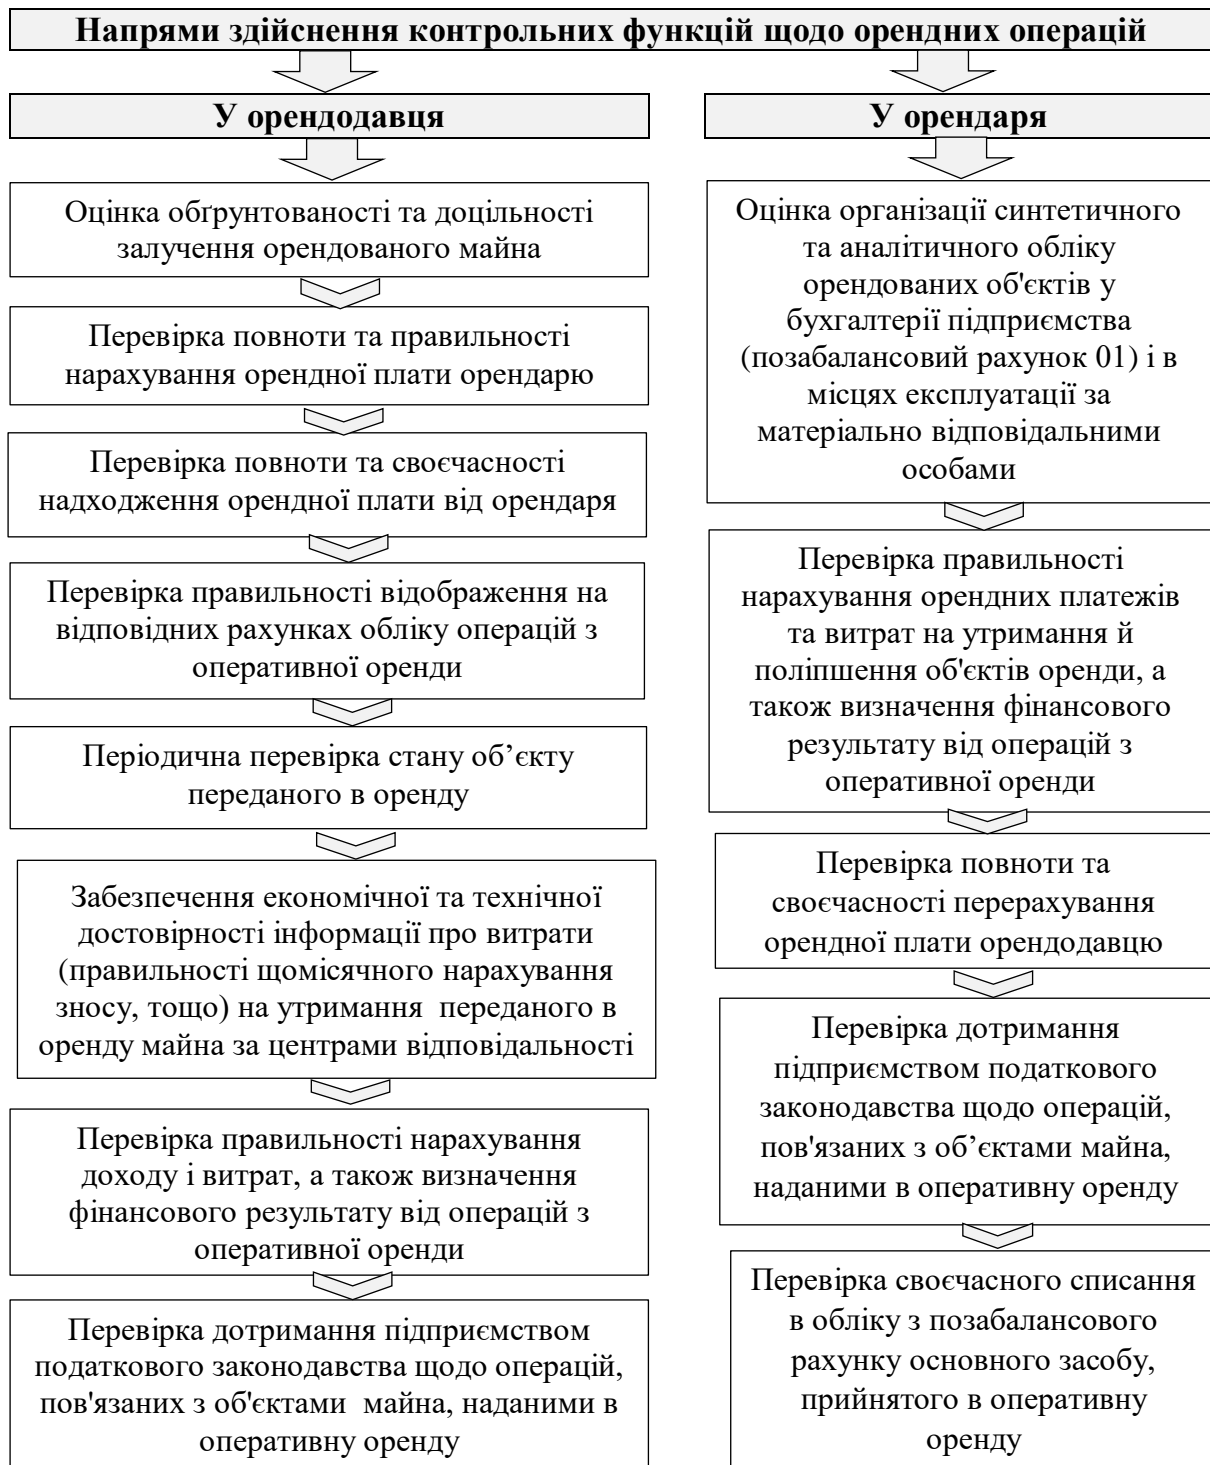 Напрями здійснення контрольних функцій щодо орендних операцій
У орендодавця
Оцінка обґрунтованості та доцільності
залучення орендованого майна
Перевірка повноти та правильності
нарахування орендної плати орендарю
Перевірка повноти та своєчасності
надходження орендної плати від орендаря
Перевірка правильності відображення на
відповідних рахунках обліку операцій з
оперативної оренди
Періодична перевірка стану об’єкту
переданого в оренду
Забезпечення економічної та технічної
достовірності інформації про витрати
(правильності щомісячного нарахування
зносу, тощо) на утримання переданого в
оренду майна за центрами відповідальності
Перевірка правильності нарахування
доходу і витрат, а також визначення
фінансового результату від операцій з
оперативної оренди
Перевірка дотримання підприємством
податкового законодавства щодо операцій,
пов'язаних з об'єктами майна, наданими в
оперативну оренду
У орендаря
Оцінка організації синтетичного
та аналітичного обліку
орендованих об'єктів у
бухгалтерії підприємства
(позабалансовий рахунок 01) і в
місцях експлуатації за
матеріально відповідальними
особами
Перевірка правильності
нарахування орендних платежів
та витрат на утримання й
поліпшення об'єктів оренди, а
також визначення фінансового
результату від операцій з
оперативної оренди
Перевірка повноти та
своєчасності перерахування
орендної плати орендодавцю
Перевірка дотримання
підприємством податкового
законодавства щодо операцій,
пов'язаних з об’єктами майна,
наданими в оперативну оренду
Перевірка своєчасного списання
в обліку з позабалансового
рахунку основного засобу,
прийнятого в оперативну
оренду